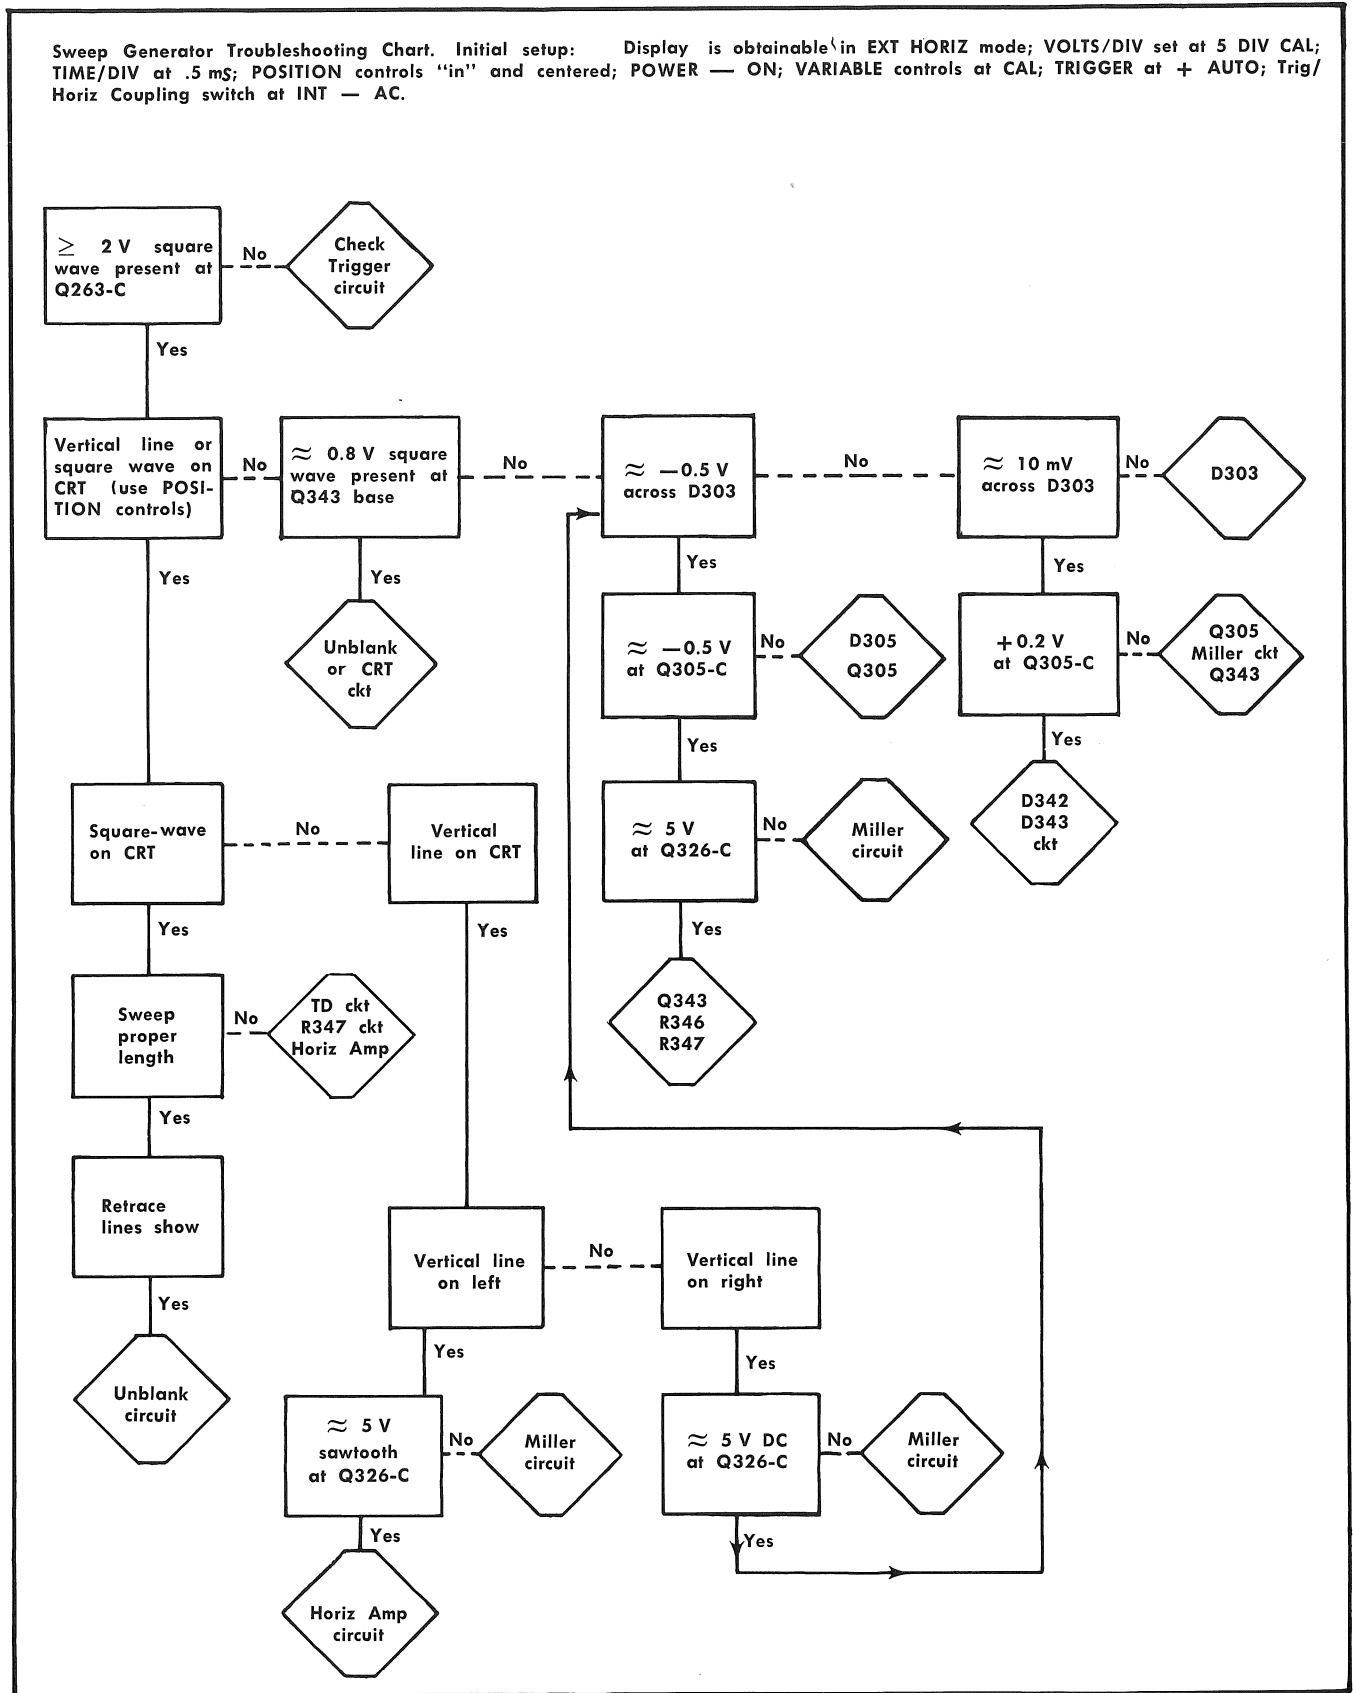 Sweep Generator Troubleshooting Chart. Initial setup: Display is obtainable in EXT HORIZ mode; VOLTS/DIV set at 5 DIV CAL;
TIME/DIV at .5 ms; POSITION controls “in” and centered; POWER — ON; VARIABLE controls at CAL; TRIGGER at + AUTO; Trig/
Horiz Coupling switch at INT — AC.
≥ 2 V square
wave present at
Q263-C
No
Check
Trigger
circuit
Yes
Vertical line or
square wave on
CRT (use POSI-
TION controls)
No
≈ 0.8 V square
wave present at
Q343 base
No
≈ —0.5 V
across D303
No
≈ 10 mV
across D303
No
D303
Yes
Yes
Yes
Yes
Unblank
or CRT
ckt
≈ —0.5 V
at Q305-C
No
D305
Q305
+0.2 V
at Q305-C
No
Q305
Miller ckt
Q343
Yes
Yes
Square-wave
on CRT
No
Vertical
line on CRT
≈ 5 V
at Q326-C
No
Miller
circuit
D342
D343
ckt
Yes
Yes
Yes
Sweep
proper
length
No
TD ckt
R347 ckt
Horiz Amp
Q343
R346
R347
Yes
Retrace
lines show
Vertical line
on left
No
Vertical line
on right
Yes
Yes
Yes
Unblank
circuit
≈ 5 V
sawtooth
at Q326-C
No
Miller
circuit
≈ 5 V DC
at Q326-C
No
Miller
circuit
Yes
Yes
Horiz Amp
circuit